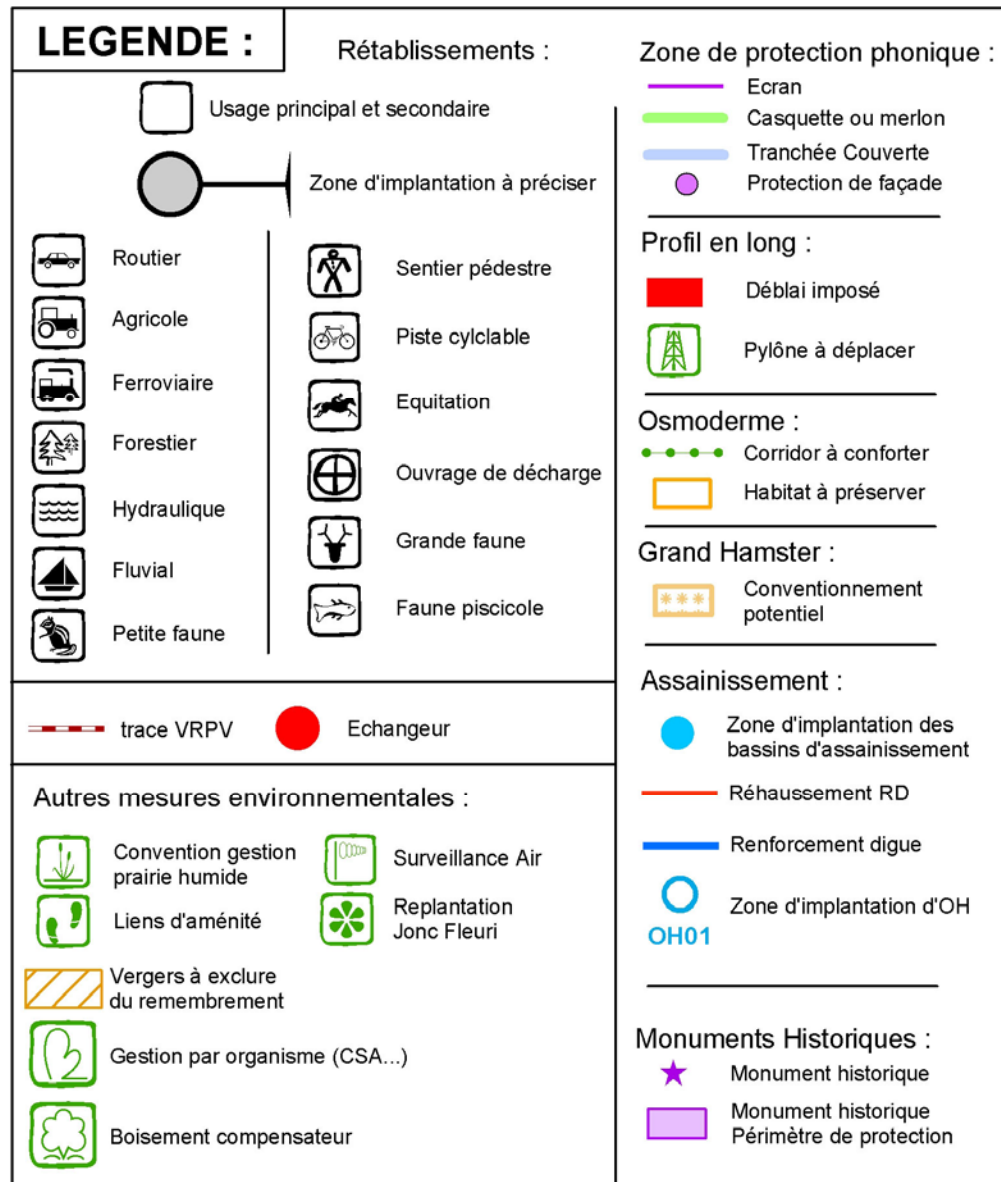 LEGENDE :
Rétablissements :
Usage principal et secondaire
Zone d'implantation à préciser
Routier
Agricole
Ferroviaire
Forestier
Hydraulique
Fluvial
Petite faune
Sentier pédestre
Piste cylclable
Equitation
Ouvrage de décharge
Grande faune
Faune piscicole
trace VRPV
Echangeur
Autres mesures environnementales :
Convention gestion
prairie humide
Surveillance Air
Liens d'aménité
Replantation
Jonc Fleuri
Vergers à exclure
du remembrement
Gestion par organisme (CSA...)
Boisement compensateur
Zone de protection phonique :
Ecran
Casquette ou merlon
Tranchée Couverte
Protection de façade
Profil en long :
Déblai imposé
Pylône à déplacer
Osmoderme :
Corridor à conforter
Habitat à préserver
Grand Hamster :
Conventionnement
potentiel
Assainissement :
Zone d'implantation des
bassins d'assainissement
Réhaussement RD
Renforcement digue
Zone d'implantation d'OH
OH01
Monuments Historiques :
Monument historique
Monument historique
Périmètre de protection